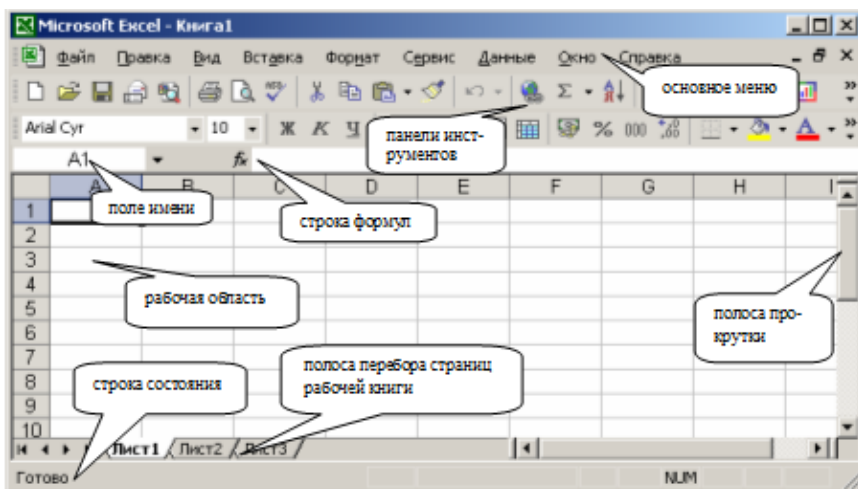 Microsoft Excel - Книга1
Файл Правка Вид Вставка Формат Сервис Данные Окно Справка
основное меню
Arial Cyr 10 Ж К Ч % 000
панели инст-
рументов
A1 fx
A B C D E F G H I
поле имени
строка формул
1
2
3
4
5
6
7
8
9
10
рабочая область
полоса про-
крутки
полоса перебора страниц
рабочей книги
строка состояния
Лист1 Лист2 Лист3
Готово NUM